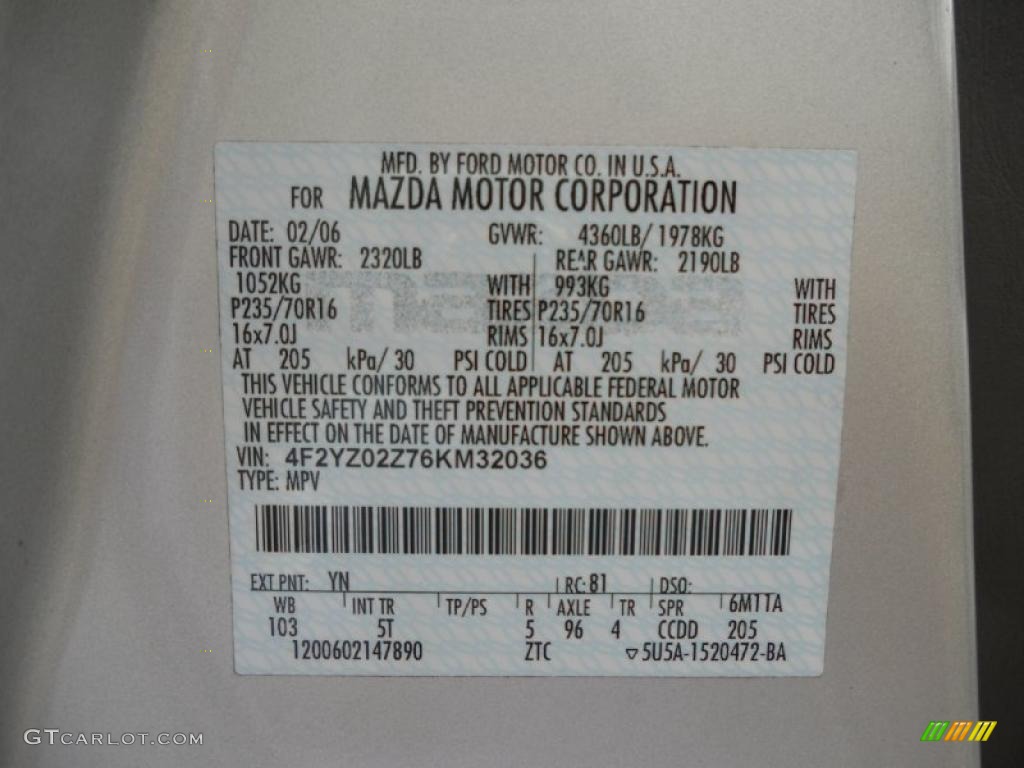 MFD. BY FORD MOTOR CO. IN U.S.A.
FOR MAZDA MOTOR CORPORATION
DATE: 02/06 GVWR: 4360LB/ 1978KG
FRONT GAWR: 2320LB REAR GAWR: 2190LB
1052KG WITH 993KG WITH
P235/70R16 TIRES P235/70R16 TIRES
16x7.0J RIMS 16x7.0J RIMS
AT 205 kPa/ 30 PSI COLD AT 205 kPa/ 30 PSI COLD
THIS VEHICLE CONFORMS TO ALL APPLICABLE FEDERAL MOTOR
VEHICLE SAFETY AND THEFT PREVENTION STANDARDS
IN EFFECT ON THE DATE OF MANUFACTURE SHOWN ABOVE.
VIN: 4F2YZ02Z76KM32036
TYPE: MPV
EXT PNT: YN RC: 81 DSO:
WB INT TR TP/PS R AXLE TR SPR 6M11A
103 5T 5 96 4 CCDD 205
1200602147890 ZTC ▽5U5A-1520472-BA
GTCARLOT.COM